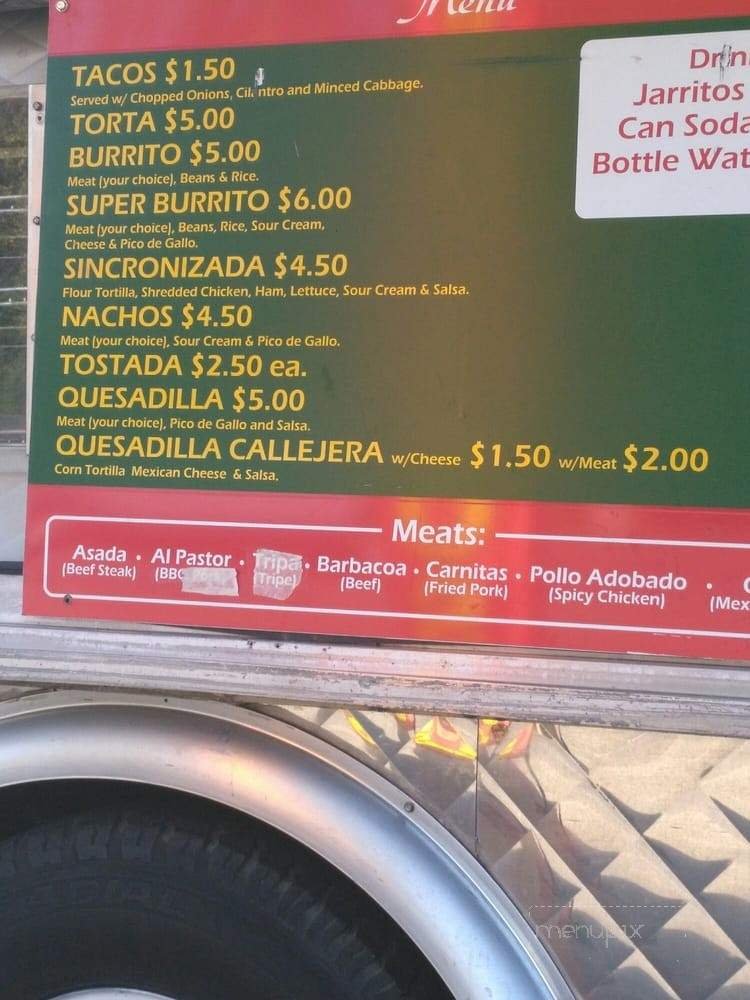 Menu
TACOS $1.50
Served w/ Chopped Onions, Cilantro and Minced Cabbage.
TORTA $5.00
BURRITO $5.00
Meat (your choice), Beans & Rice.
SUPER BURRITO $6.00
Meat (your choice), Beans, Rice, Sour Cream,
Cheese & Pico de Gallo.
SINCRONIZADA $4.50
Flour Tortilla, Shredded Chicken, Ham, Lettuce, Sour Cream & Salsa.
NACHOS $4.50
Meat (your choice), Sour Cream & Pico de Gallo.
TOSTADA $2.50 ea.
QUESADILLA $5.00
Meat (your choice), Pico de Gallo and Salsa.
QUESADILLA CALLEJERA w/Cheese $1.50 w/Meat $2.00
Corn Tortilla Mexican Cheese & Salsa.
Drin
Jarritos
Can Soda
Bottle Wat
Meats:
Asada • Al Pastor • Tripa • Barbacoa • Carnitas • Pollo Adobado •
(Beef Steak) (BBQ (Tripe) (Beef) (Fried Pork) (Spicy Chicken) (Mex
menupix